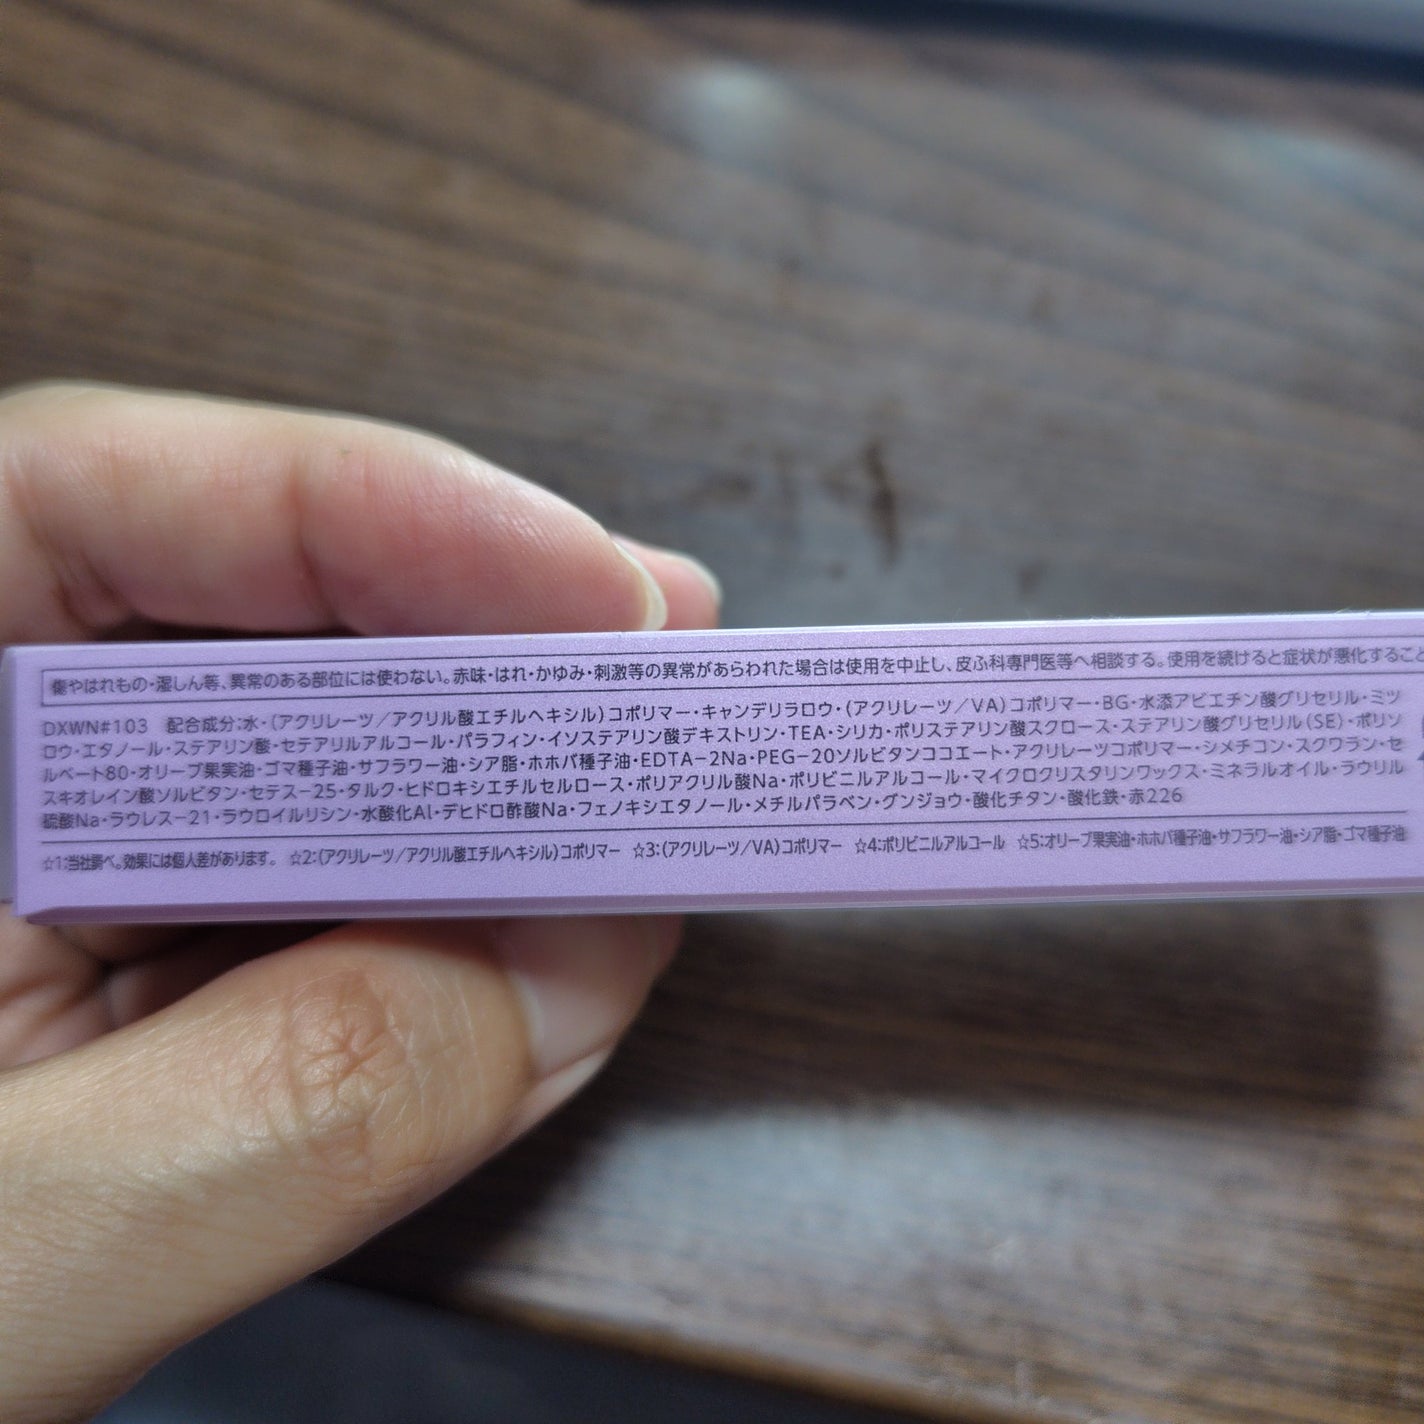 傷やはれもの・湿しん等、異常のある部位には使わない。赤味・はれ・かゆみ・刺激等の異常があらわれた場合は使用を中止し、皮ふ科専門医等へ相談する。使用を続けると症状が悪化すること
DXWN#103 配合成分:水・(アクリレーツ/アクリル酸エチルヘキシル)コポリマー・キャンデリラロウ・(アクリレーツ/VA)コポリマー・BG・水添アビエチン酸グリセリル・ミツ
ロウ・エタノール・ステアリン酸・セテアリルアルコール・パラフィン・イソステアリン酸デキストリン・TEA・シリカ・ポリステアリン酸スクロース・ステアリン酸グリセリル(SE)・ポリソ
ルベート80・オリーブ果実油・ゴマ種子油・サフラワー油・シア脂・ホホバ種子油・EDTA-2Na・PEG-20ソルビタンココエート・アクリレーツコポリマー・シメチコン・スクワラン・セ
スキオレイン酸ソルビタン・セテス-25・タルク・ヒドロキシエチルセルロース・ポリアクリル酸Na・ポリビニルアルコール・マイクロクリスタリンワックス・ミネラルオイル・ラウリル
硫酸Na・ラウレス-21・ラウロイルリシン・水酸化Al・デヒドロ酢酸Na・フェノキシエタノール・メチルパラベン・グンジョウ・酸化チタン・酸化鉄・赤226
☆1:当社調べ。効果には個人差があります。 ☆2:(アクリレーツ/アクリル酸エチルヘキシル)コポリマー ☆3:(アクリレーツ/VA)コポリマー ☆4:ポリビニルアルコール ☆5:オリーブ果実油・ホホバ種子油・サフラワー油・シア脂・ゴマ種子油